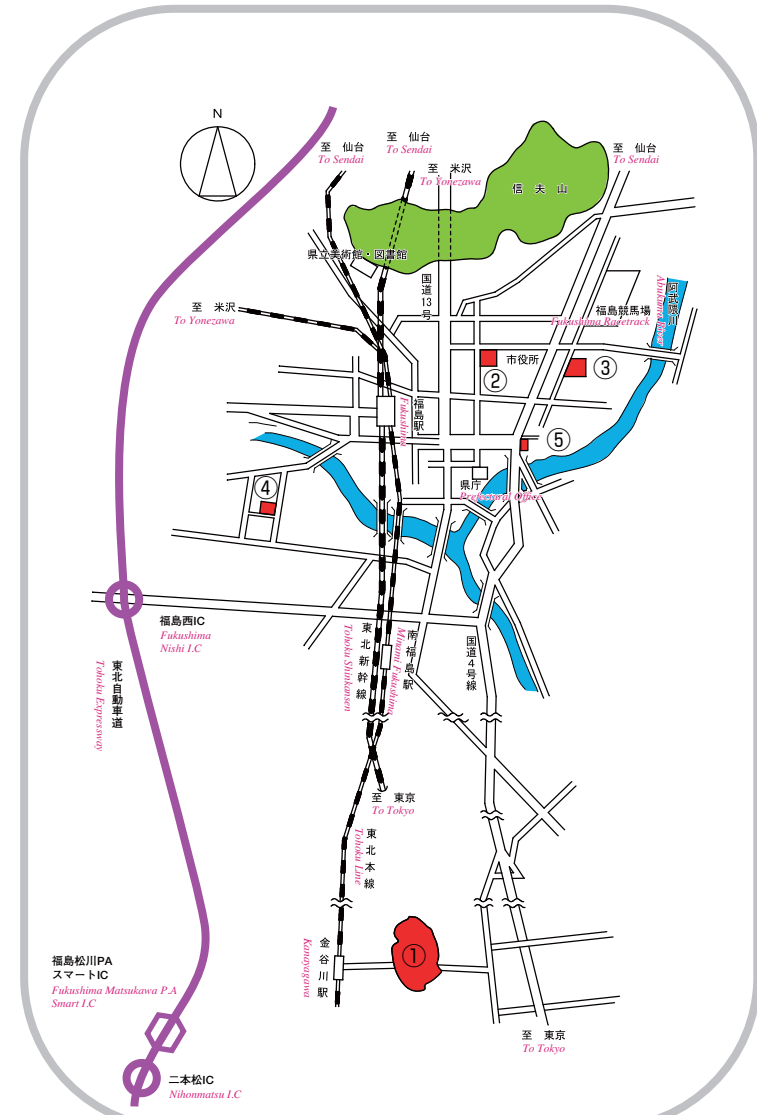 N
至 仙台
To Sendai
至 仙台
To Sendai
至 米沢
To Yonezawa
至 仙台
To Sendai
信夫山
県立美術館・図書館
国道13号
阿武隈川
Abukuma River
至 米沢
To Yonezawa
福島競馬場
Fukushima Racetrack
市役所
②
③
福島駅
Fukushima
⑤
④
県庁
Prefectoral Office
福島西IC
Fukushima
Nishi I.C
東北自動車道
Tohoku Expressway
東北新幹線
Tohoku Shinkansen
南福島駅
Minami Fukushima
国道4号線
至 東京
To Tokyo
東北本線
Tohoku Line
金谷川駅
Kanayagawa
①
福島松川PA
スマートIC
Fukushima Matsukawa P.A
Smart I.C
至 東京
To Tokyo
二本松IC
Nihonmatsu I.C